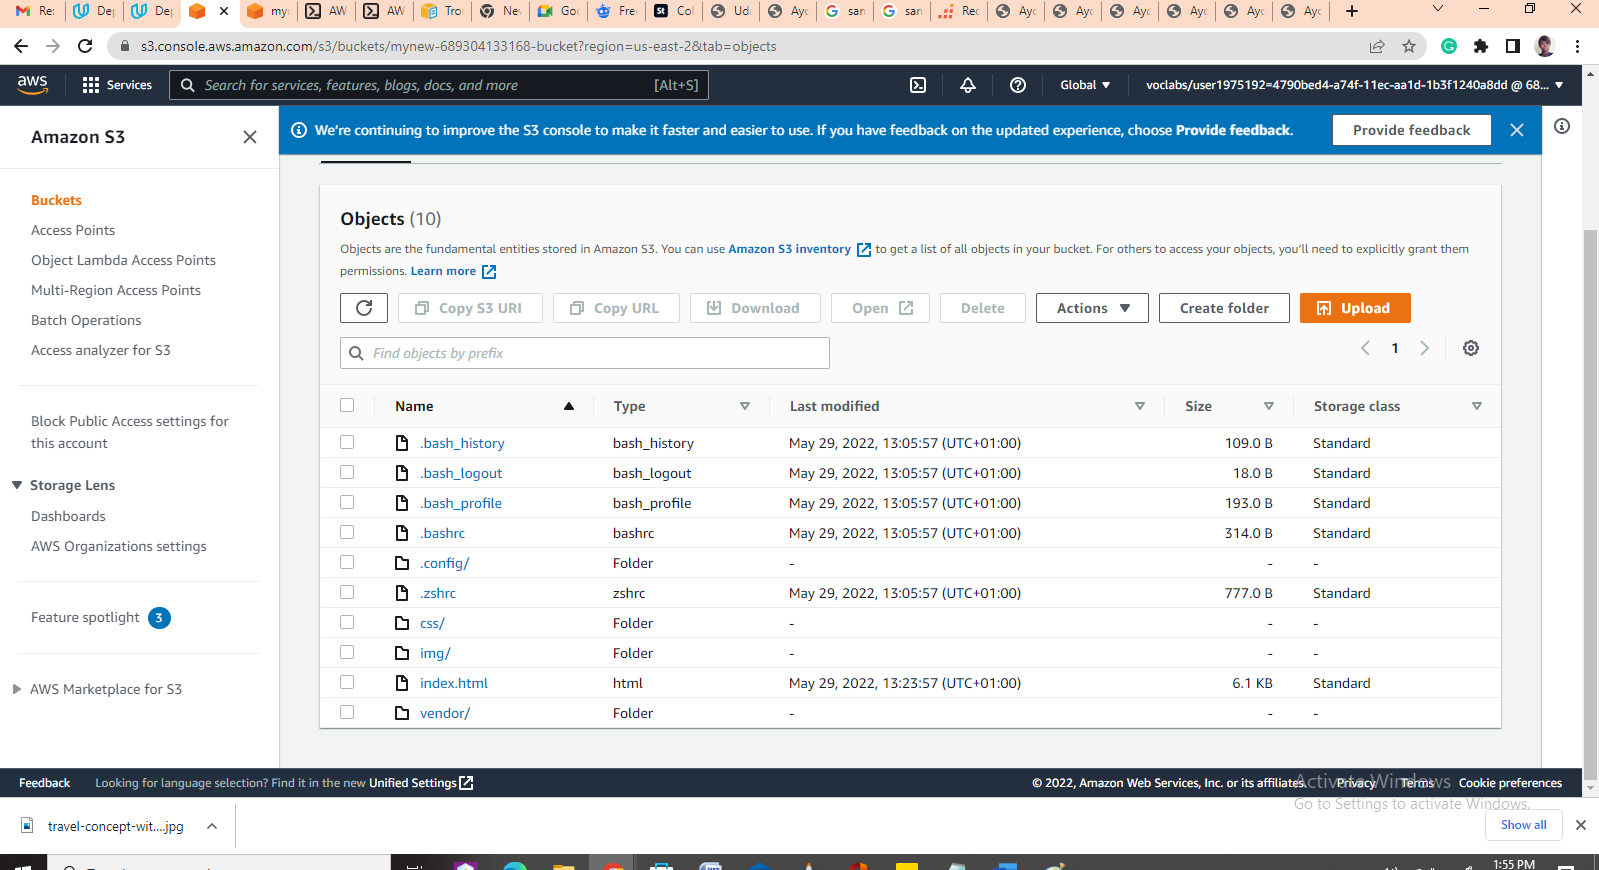 Re:
De
De
my
AW
AW
Tro
Ne
Goo
Fre
St
Col
Ud
Ayo
san
san
Rec
Ayo
Ayo
Ayo
Ayo
Ayo
Ayo
s3.console.aws.amazon.com/s3/buckets/mynew-689304133168-bucket?region=us-east-2&tab=objects
aws
Services
Search for services, features, blogs, docs, and more
[Alt+S]
Global
voclabs/user1975192=4790bed4-a74f-11ec-aa1d-1b3f1240a8dd @ 68...
Amazon S3
We're continuing to improve the S3 console to make it faster and easier to use. If you have feedback on the updated experience, choose Provide feedback.
Provide feedback
Buckets
Access Points
Object Lambda Access Points
Multi-Region Access Points
Batch Operations
Access analyzer for S3
Block Public Access settings for
this account
Storage Lens
Dashboards
AWS Organizations settings
Feature spotlight 3
AWS Marketplace for S3
Objects (10)
Objects are the fundamental entities stored in Amazon S3. You can use Amazon S3 inventory to get a list of all objects in your bucket. For others to access your objects, you'll need to explicitly grant them
permissions. Learn more
Copy S3 URI
Copy URL
Download
Open
Delete
Actions
Create folder
Upload
Find objects by prefix
1
Name Type Last modified Size Storage class
.bash_history bash_history May 29, 2022, 13:05:57 (UTC+01:00) 109.0 B Standard
.bash_logout bash_logout May 29, 2022, 13:05:57 (UTC+01:00) 18.0 B Standard
.bash_profile bash_profile May 29, 2022, 13:05:57 (UTC+01:00) 193.0 B Standard
.bashrc bashrc May 29, 2022, 13:05:57 (UTC+01:00) 314.0 B Standard
.config/ Folder - - -
.zshrc zshrc May 29, 2022, 13:05:57 (UTC+01:00) 777.0 B Standard
css/ Folder - - -
img/ Folder - - -
index.html html May 29, 2022, 13:23:57 (UTC+01:00) 6.1 KB Standard
vendor/ Folder - - -
Feedback
Looking for language selection? Find it in the new Unified Settings
© 2022, Amazon Web Services, Inc. or its affiliates.
Privacy
Terms
Cookie preferences
Activate Windows
Go to Settings to activate Windows.
travel-concept-wit....jpg
Show all
1:55 PM